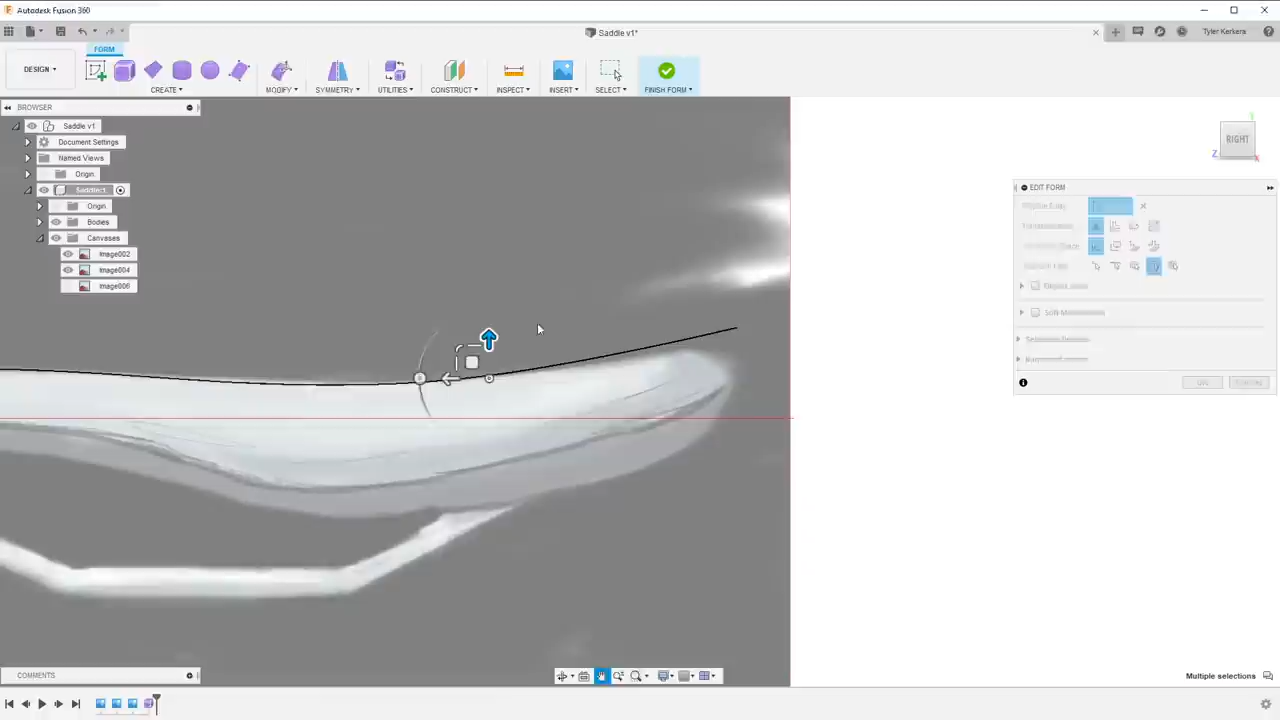 Autodesk Fusion 360
Saddle v1*
Tyler Kerkera
FORM
DESIGN
CREATE
MODIFY
SYMMETRY
UTILITIES
CONSTRUCT
INSPECT
INSERT
SELECT
FINISH FORM
BROWSER
Saddle v1
Document Settings
Named Views
Origin
Origin
Bodies
Canvases
Image002
Image004
Image006
RIGHT
Z
EDIT FORM
COMMENTS
Multiple selections